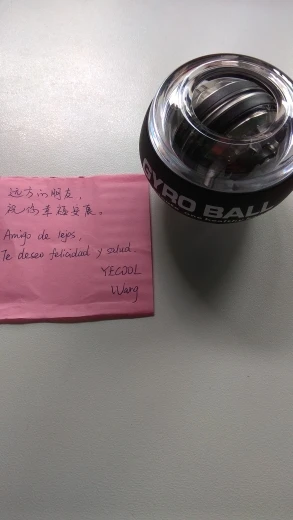 远方的朋友,
祝你幸福安康。
Amigo de lejos,
Te deseo felicidad y salud.
YECOOL
Wang
GYRO BALL